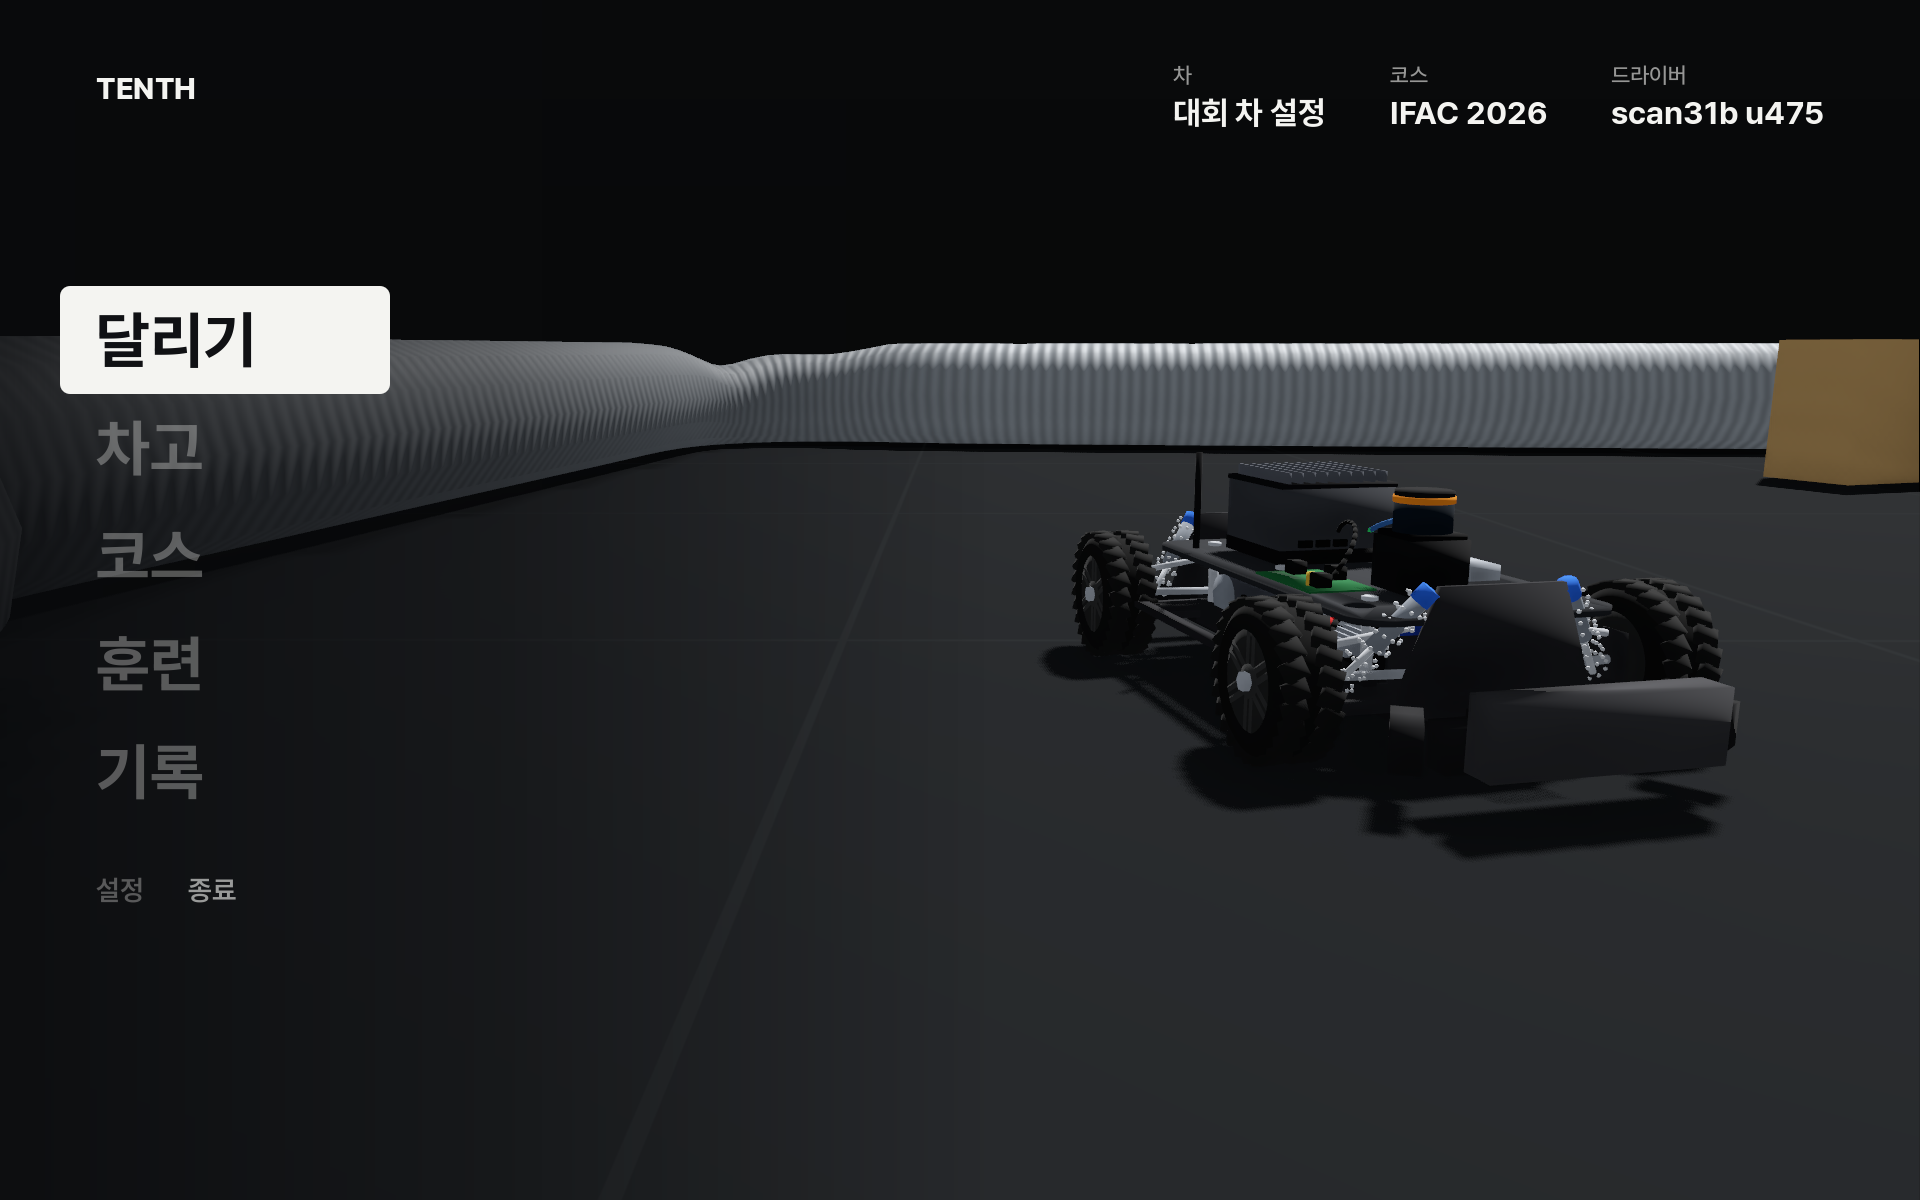 TENTH
차
대회 차 설정
코스
IFAC 2026
드라이버
scan31b u475
달리기
차고
코스
훈련
기록
설정
종료